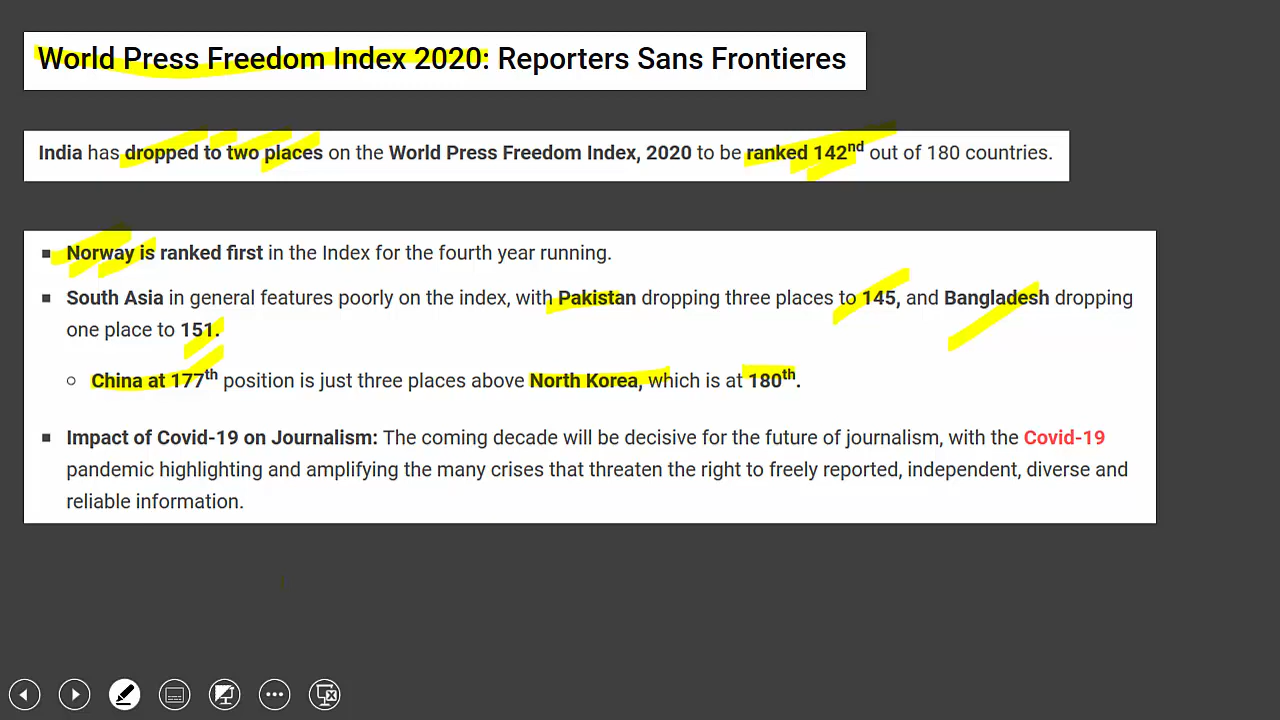 World Press Freedom Index 2020: Reporters Sans Frontieres
India has dropped to two places on the World Press Freedom Index, 2020 to be ranked 142nd out of 180 countries.
▪ Norway is ranked first in the Index for the fourth year running.
▪ South Asia in general features poorly on the index, with Pakistan dropping three places to 145, and Bangladesh dropping
one place to 151.
○ China at 177th position is just three places above North Korea, which is at 180th.
▪ Impact of Covid-19 on Journalism: The coming decade will be decisive for the future of journalism, with the Covid-19
pandemic highlighting and amplifying the many crises that threaten the right to freely reported, independent, diverse and
reliable information.